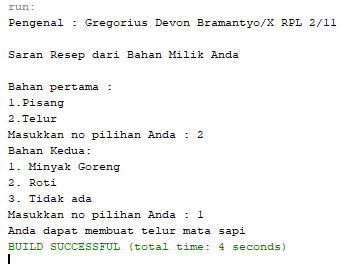 run:
Pengenal : Gregorius Devon Bramantyo/X RPL 2/11
Saran Resep dari Bahan Milik Anda
Bahan pertama :
1.Pisang
2.Telur
Masukkan no pilihan Anda : 2
Bahan Kedua:
1. Minyak Goreng
2. Roti
3. Tidak ada
Masukkan no pilihan Anda : 1
Anda dapat membuat telur mata sapi
BUILD SUCCESSFUL (total time: 4 seconds)